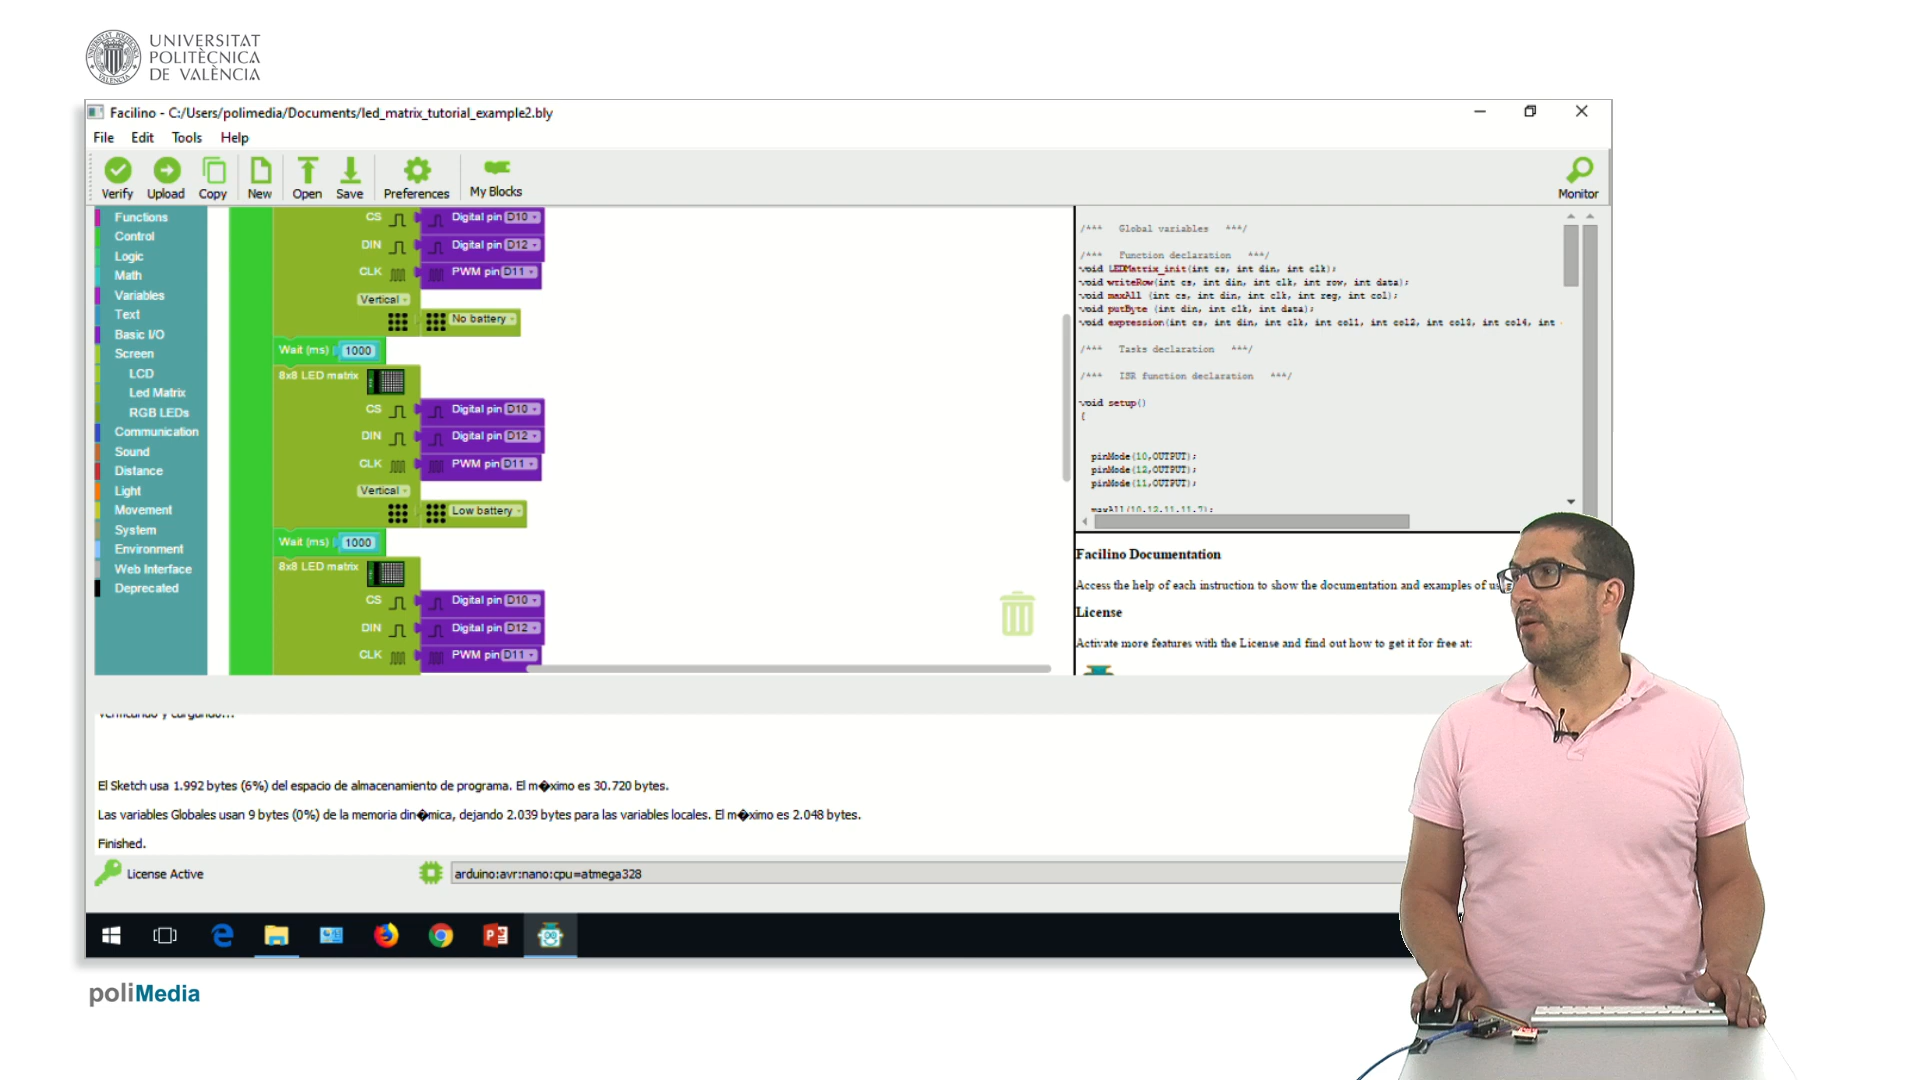 UNIVERSITAT
POLITÈCNICA
DE VALÈNCIA
Facilino - C:/Users/polimedia/Documents/led_matrix_tutorial_example2.bly
File Edit Tools Help
Verify Upload Copy New Open Save Preferences My Blocks Monitor
Functions
Control
Logic
Math
Variables
Text
Basic I/O
Screen
LCD
Led Matrix
RGB LEDs
Communication
Sound
Distance
Light
Movement
System
Environment
Web Interface
Deprecated
CS Digital pin D10
DIN Digital pin D12
CLK PWM pin D11
Vertical
No battery
Wait (ms) 1000
8x8 LED matrix
CS Digital pin D10
DIN Digital pin D12
CLK PWM pin D11
Vertical
Low battery
Wait (ms) 1000
8x8 LED matrix
CS Digital pin D10
DIN Digital pin D12
CLK PWM pin D11
/*** Global variables ***/
/*** Function declaration ***/
void LEDMatrix_init(int cs, int din, int clk);
void writeRow(int cs, int din, int clk, int row, int data);
void maxAll (int cs, int din, int clk, int reg, int col);
void putByte (int din, int clk, int data);
void expression(int cs, int din, int clk, int col1, int col2, int col3, int col4, int
/*** Tasks declaration ***/
/*** ISR function declaration ***/
void setup()
{
pinMode(10,OUTPUT);
pinMode(12,OUTPUT);
pinMode(11,OUTPUT);
Facilino Documentation
Access the help of each instruction to show the documentation and examples of
License
Activate more features with the License and find out how to get it for free at:
Verificando y cargando...
El Sketch usa 1.992 bytes (6%) del espacio de almacenamiento de programa. El m�ximo es 30.720 bytes.
Las variables Globales usan 9 bytes (0%) de la memoria din�mica, dejando 2.039 bytes para las variables locales. El m�ximo es 2.048 bytes.
Finished.
License Active
arduino:avr:nano:cpu=atmega328
poliMedia